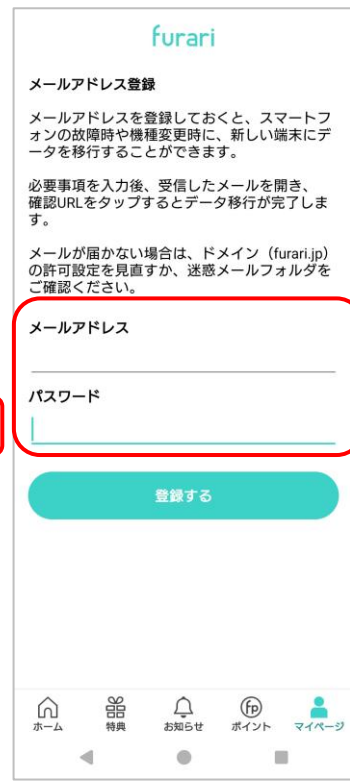 furari
メールアドレス登録
メールアドレスを登録しておくと、スマートフ
ォンの故障時や機種変更時に、新しい端末にデ
ータを移行することができます。
必要事項を入力後、受信したメールを開き、
確認URLをタップするとデータ移行が完了しま
す。
メールが届かない場合は、ドメイン（furari.jp）
の許可設定を見直すか、迷惑メールフォルダを
ご確認ください。
メールアドレス
パスワード
登録する
fp
ホーム 特典 お知らせ ポイント マイページ